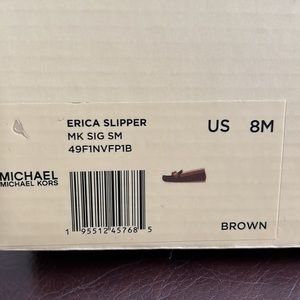 ERICA SLIPPER
MK SIG SM
49F1NVFP1B
US 8M
MICHAEL
MICHAEL KORS
1 95512 45768 5
BROWN